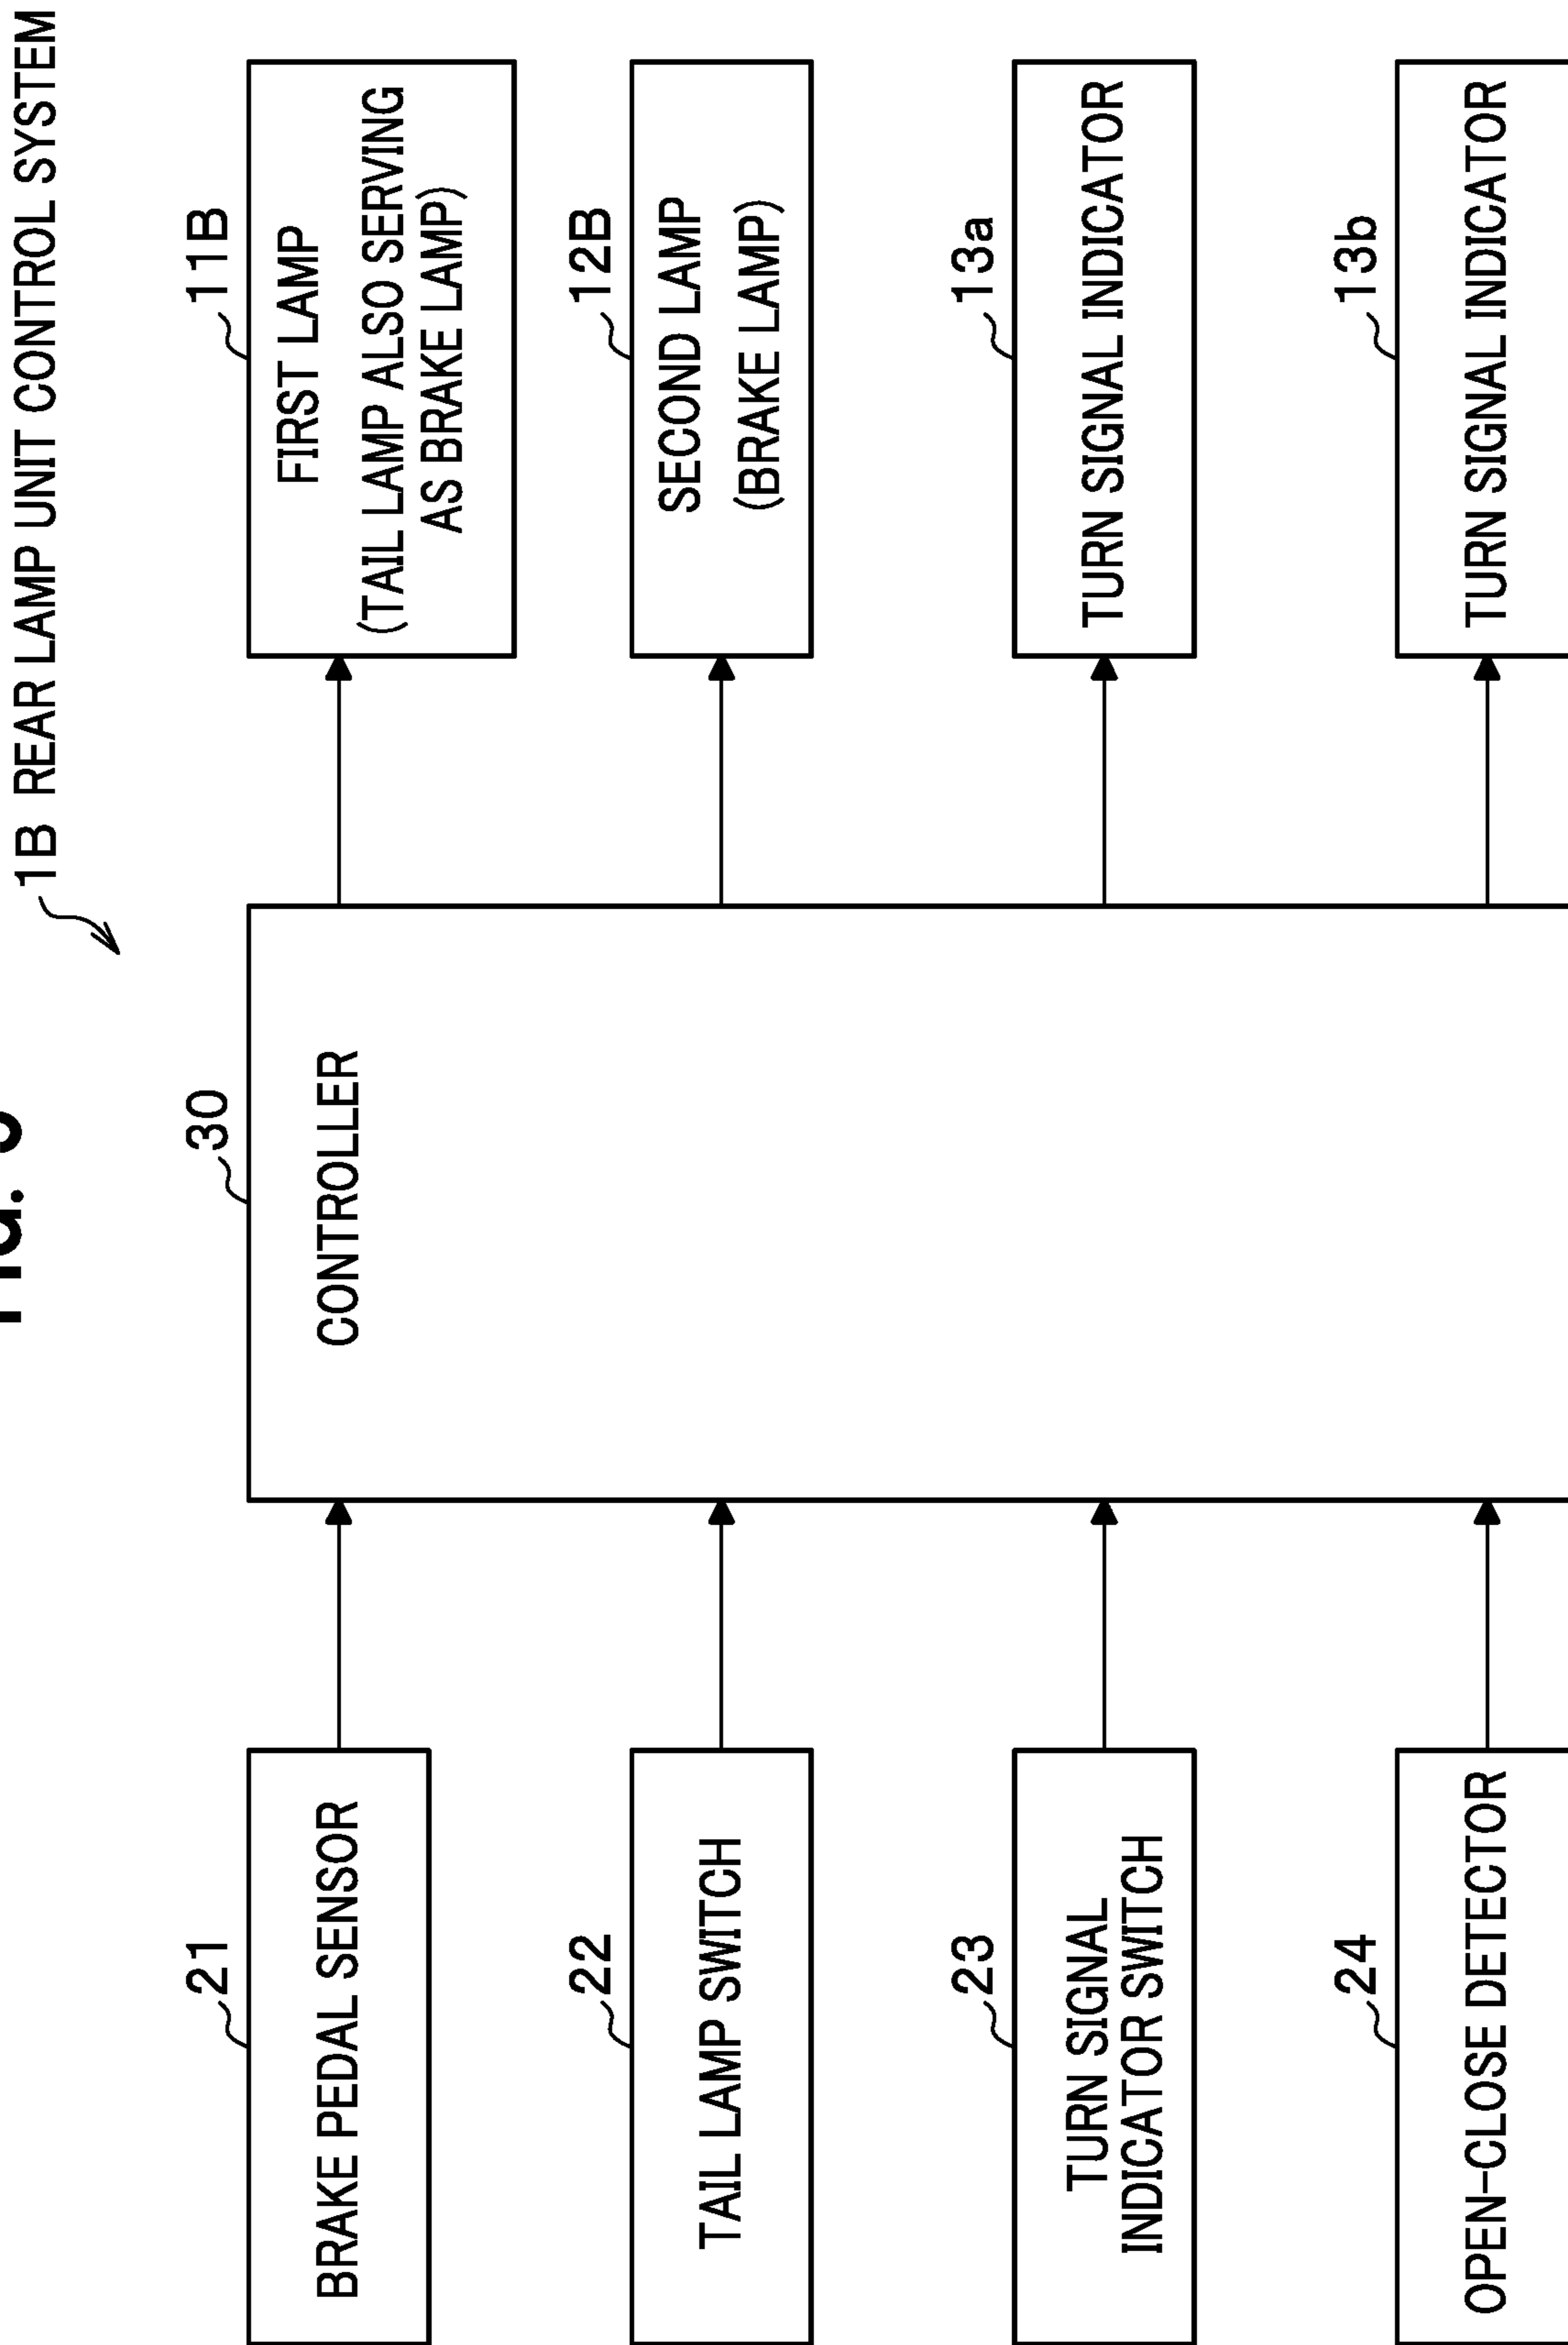 1B REAR LAMP UNIT CONTROL SYSTEM
21
BRAKE PEDAL SENSOR
22
TAIL LAMP SWITCH
23
TURN SIGNAL
INDICATOR SWITCH
24
OPEN-CLOSE DETECTOR
30
CONTROLLER
11B
FIRST LAMP
(TAIL LAMP ALSO SERVING
AS BRAKE LAMP)
12B
SECOND LAMP
(BRAKE LAMP)
13a
TURN SIGNAL INDICATOR
13b
TURN SIGNAL INDICATOR